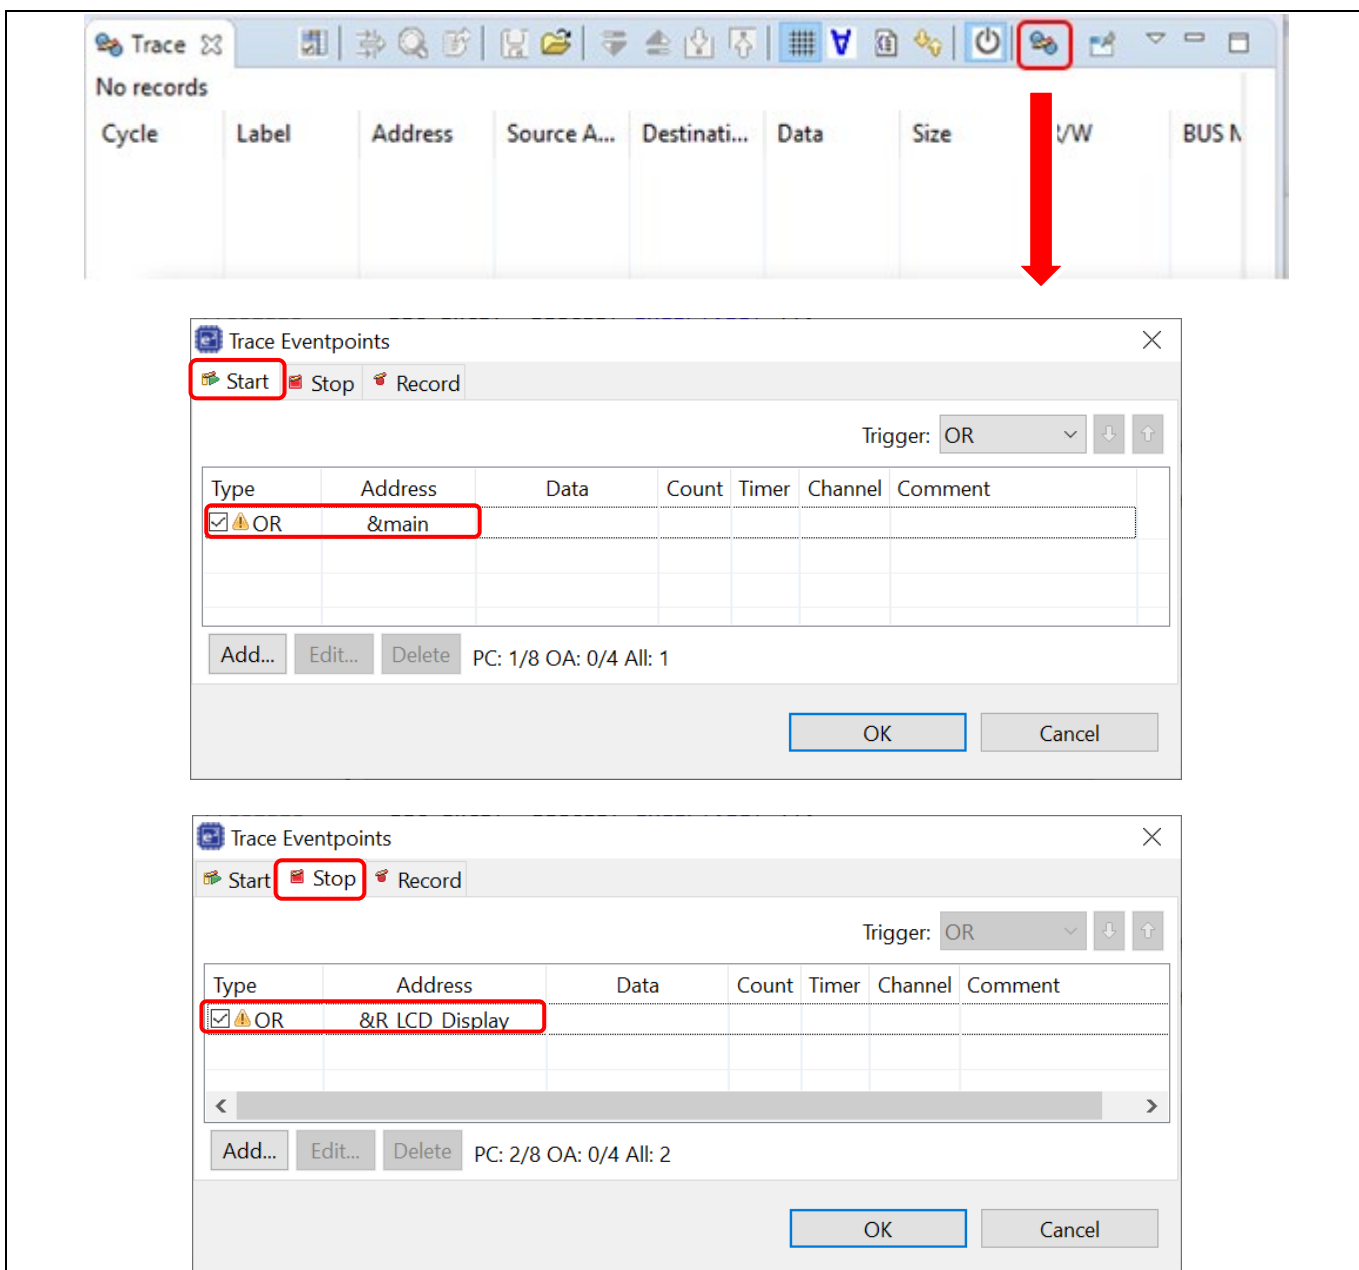 Trace
No records
Cycle Label Address Source A... Destinati... Data Size /W BUS
Trace Eventpoints
Start Stop Record
Trigger: OR
Type Address Data Count Timer Channel Comment
OR &main
Add... Edit... Delete PC: 1/8 OA: 0/4 All: 1
OK Cancel
Trace Eventpoints
Start Stop Record
Trigger: OR
Type Address Data Count Timer Channel Comment
OR &R LCD Display
Add... Edit... Delete PC: 2/8 OA: 0/4 All: 2
OK Cancel